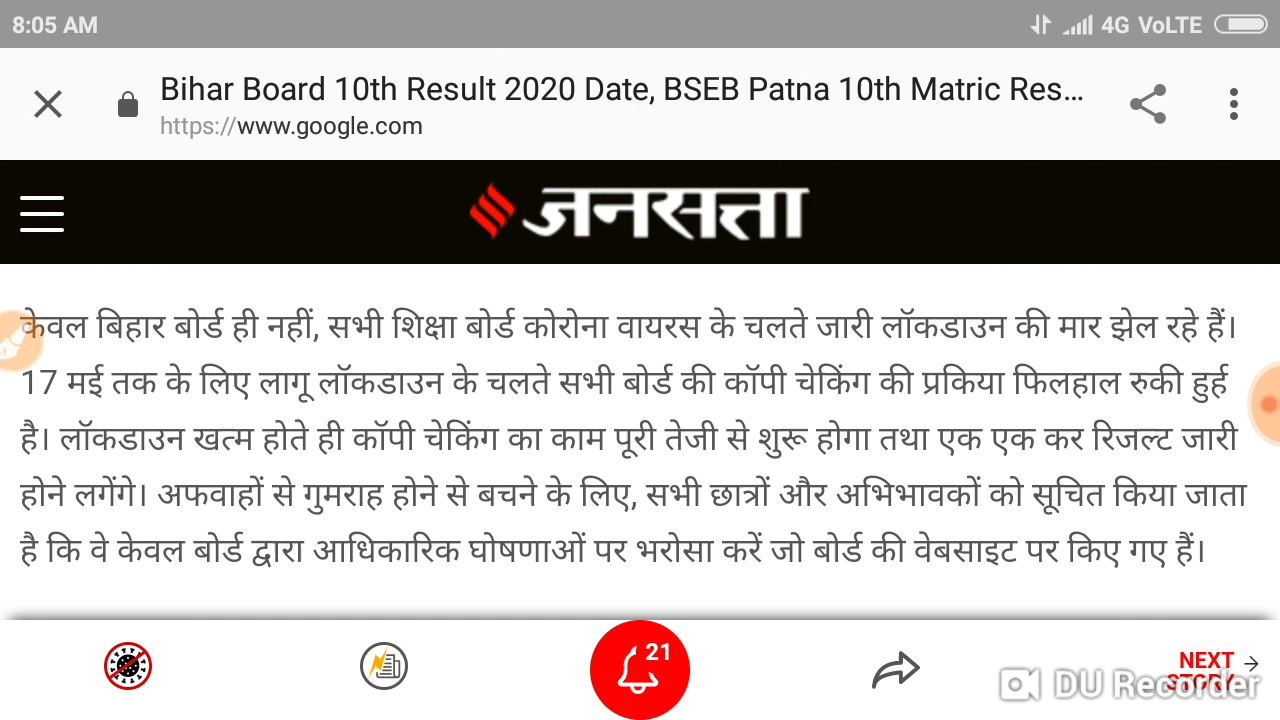 8:05 AM
4G VoLTE
Bihar Board 10th Result 2020 Date, BSEB Patna 10th Matric Res...
https://www.google.com
जनसत्ता
केवल बिहार बोर्ड ही नहीं, सभी शिक्षा बोर्ड कोरोना वायरस के चलते जारी लॉकडाउन की मार झेल रहे हैं।
17 मई तक के लिए लागू लॉकडाउन के चलते सभी बोर्ड की कॉपी चेकिंग की प्रकिया फिलहाल रुकी हुर्ह
है। लॉकडाउन खत्म होते ही कॉपी चेकिंग का काम पूरी तेजी से शुरू होगा तथा एक एक कर रिजल्ट जारी
होने लगेंगे। अफवाहों से गुमराह होने से बचने के लिए, सभी छात्रों और अभिभावकों को सूचित किया जाता
है कि वे केवल बोर्ड द्वारा आधिकारिक घोषणाओं पर भरोसा करें जो बोर्ड की वेबसाइट पर किए गए हैं।
21
NEXT
STORY
DU Recorder